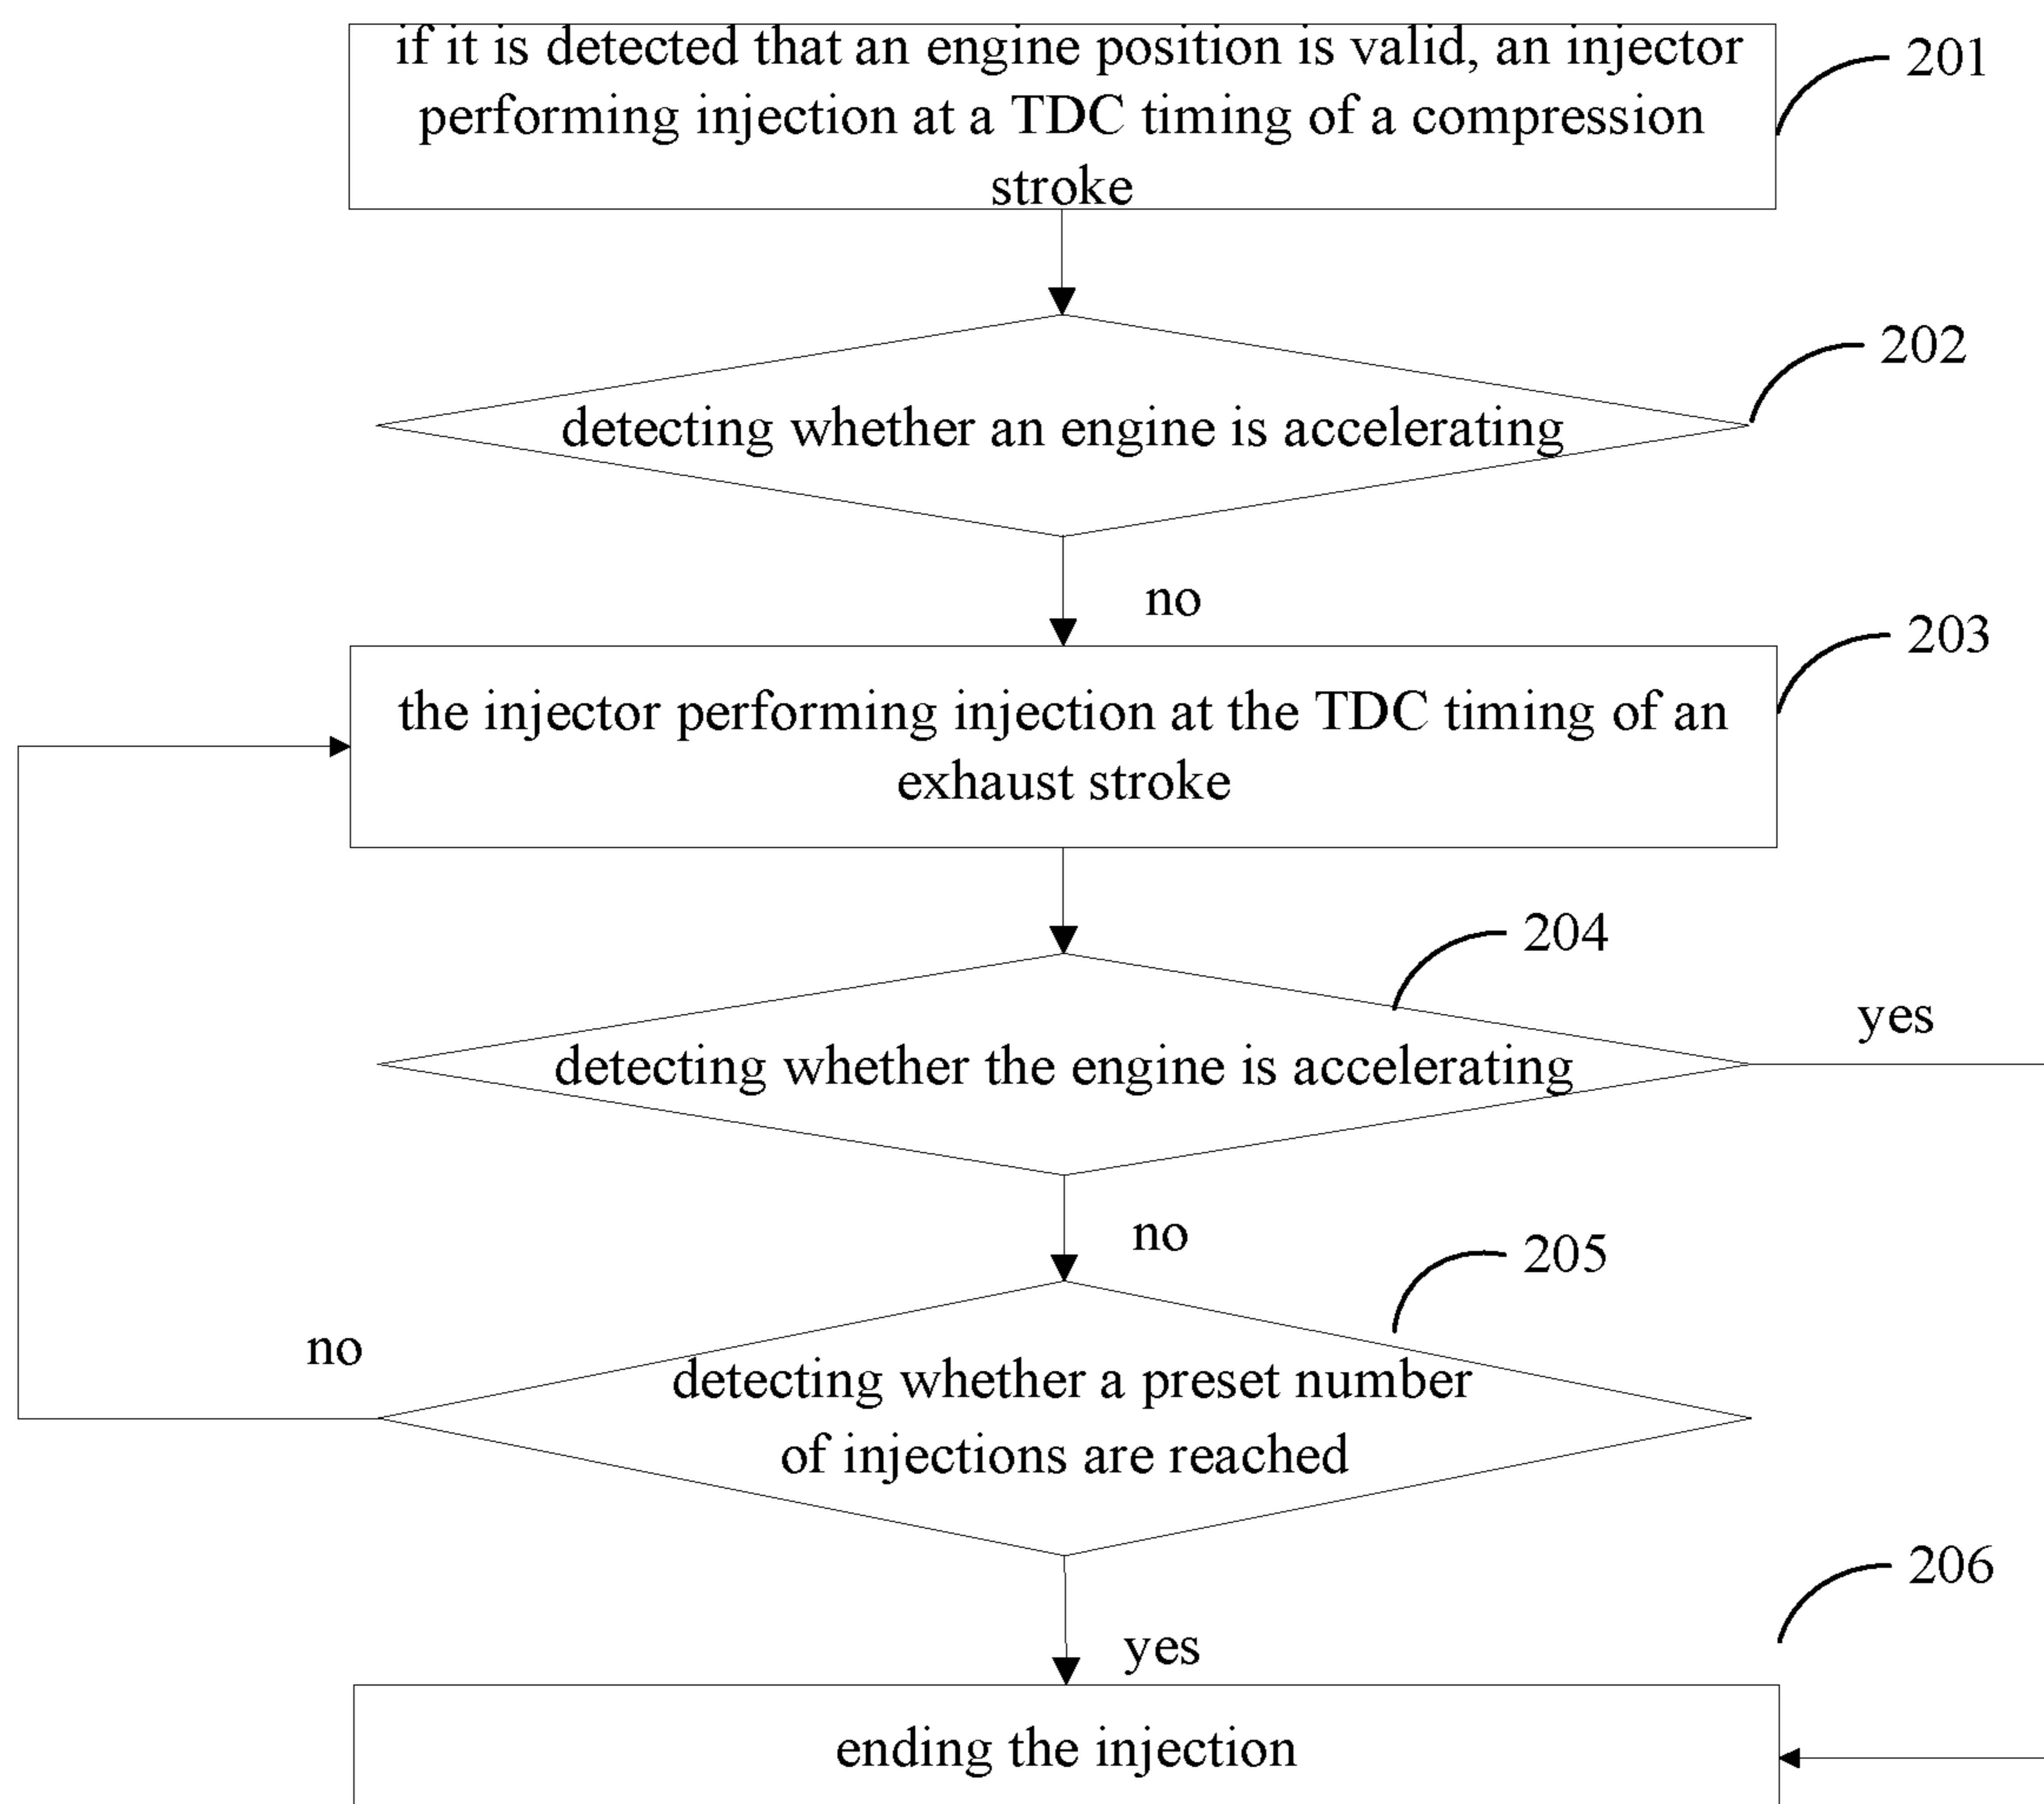 if it is detected that an engine position is valid, an injector
performing injection at a TDC timing of a compression
stroke
201
202
detecting whether an engine is accelerating
no
203
the injector performing injection at the TDC timing of an
exhaust stroke
204
yes
detecting whether the engine is accelerating
no
205
no
detecting whether a preset number
of injections are reached
206
yes
ending the injection